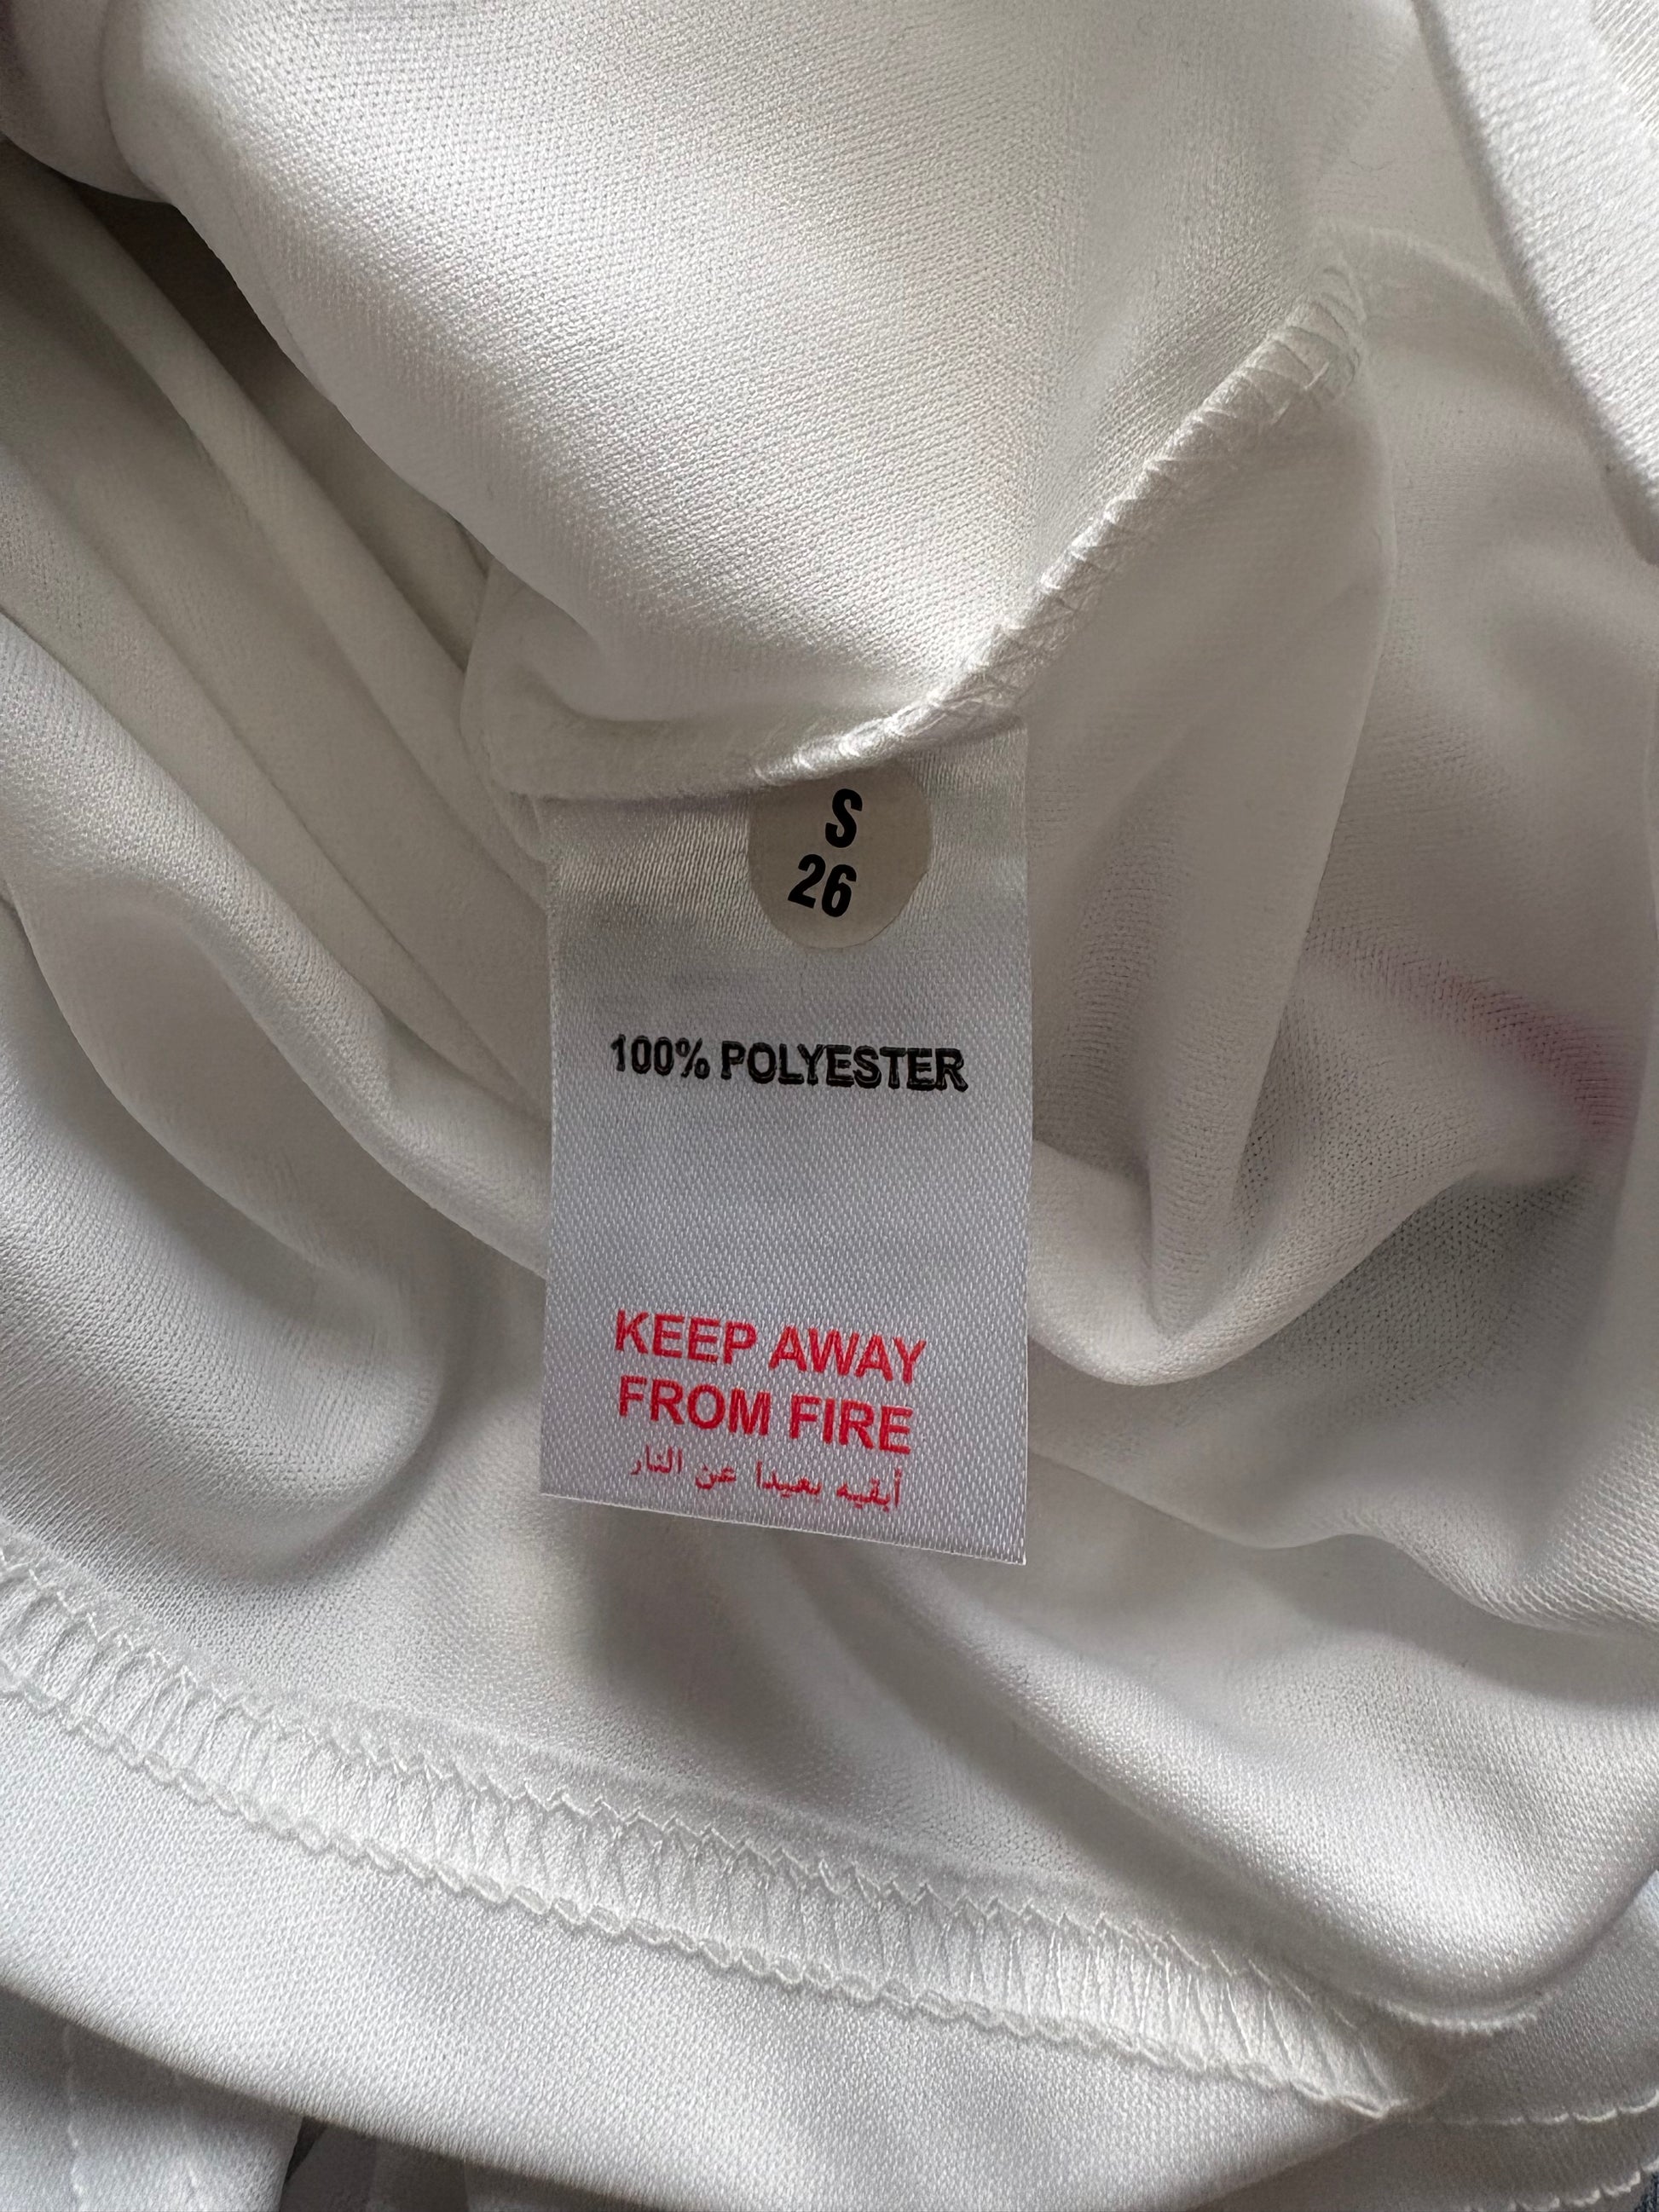 S
26
100% POLYESTER
KEEP AWAY
FROM FIRE
أبقيه بعيدا عن النار